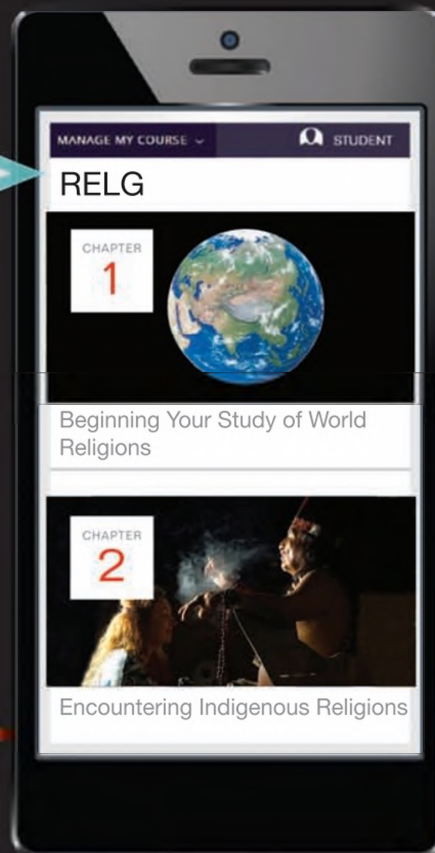 MANAGE MY COURSE
STUDENT
RELG
CHAPTER
1
Beginning Your Study of World
Religions
CHAPTER
2
Encountering Indigenous Religions